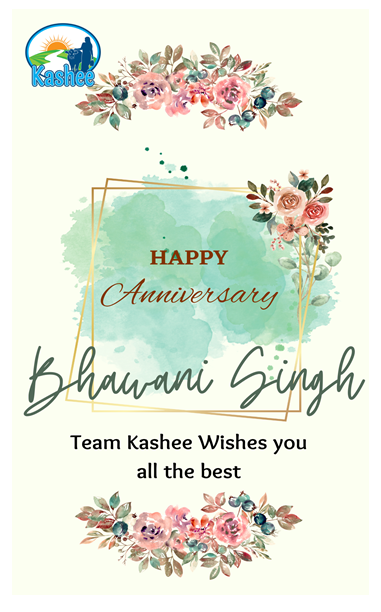 Kashee
HAPPY
Anniversary
Bhawani Singh
Team Kashee Wishes you
all the best